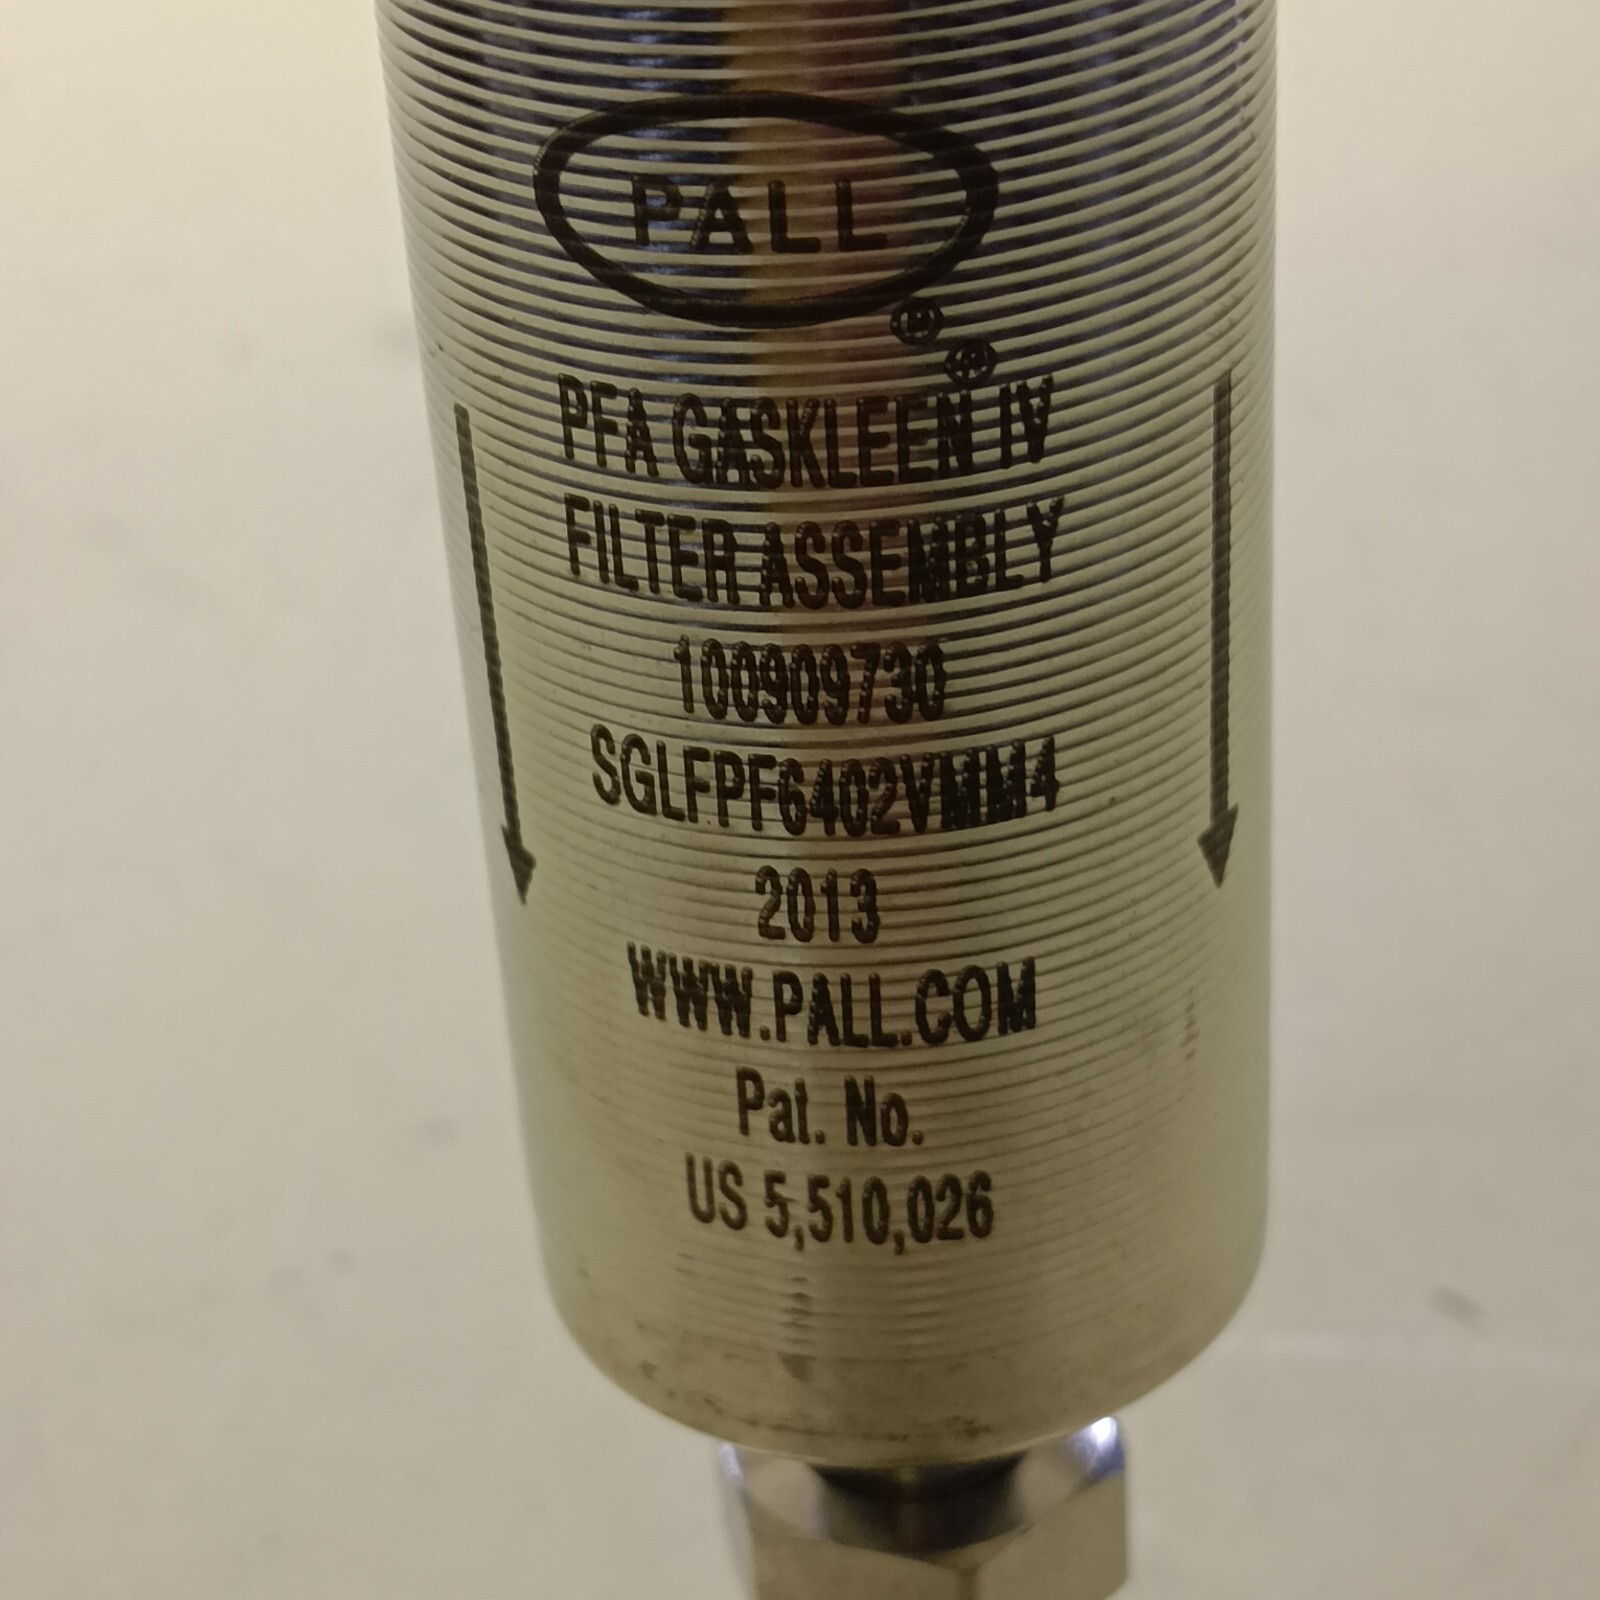 PALL
®
®
PFA GASKLEEN IV
FILTER ASSEMBLY
100909730
SGLFPF6402VMM4
2013
WWW.PALL.COM
Pat. No.
US 5,510,026